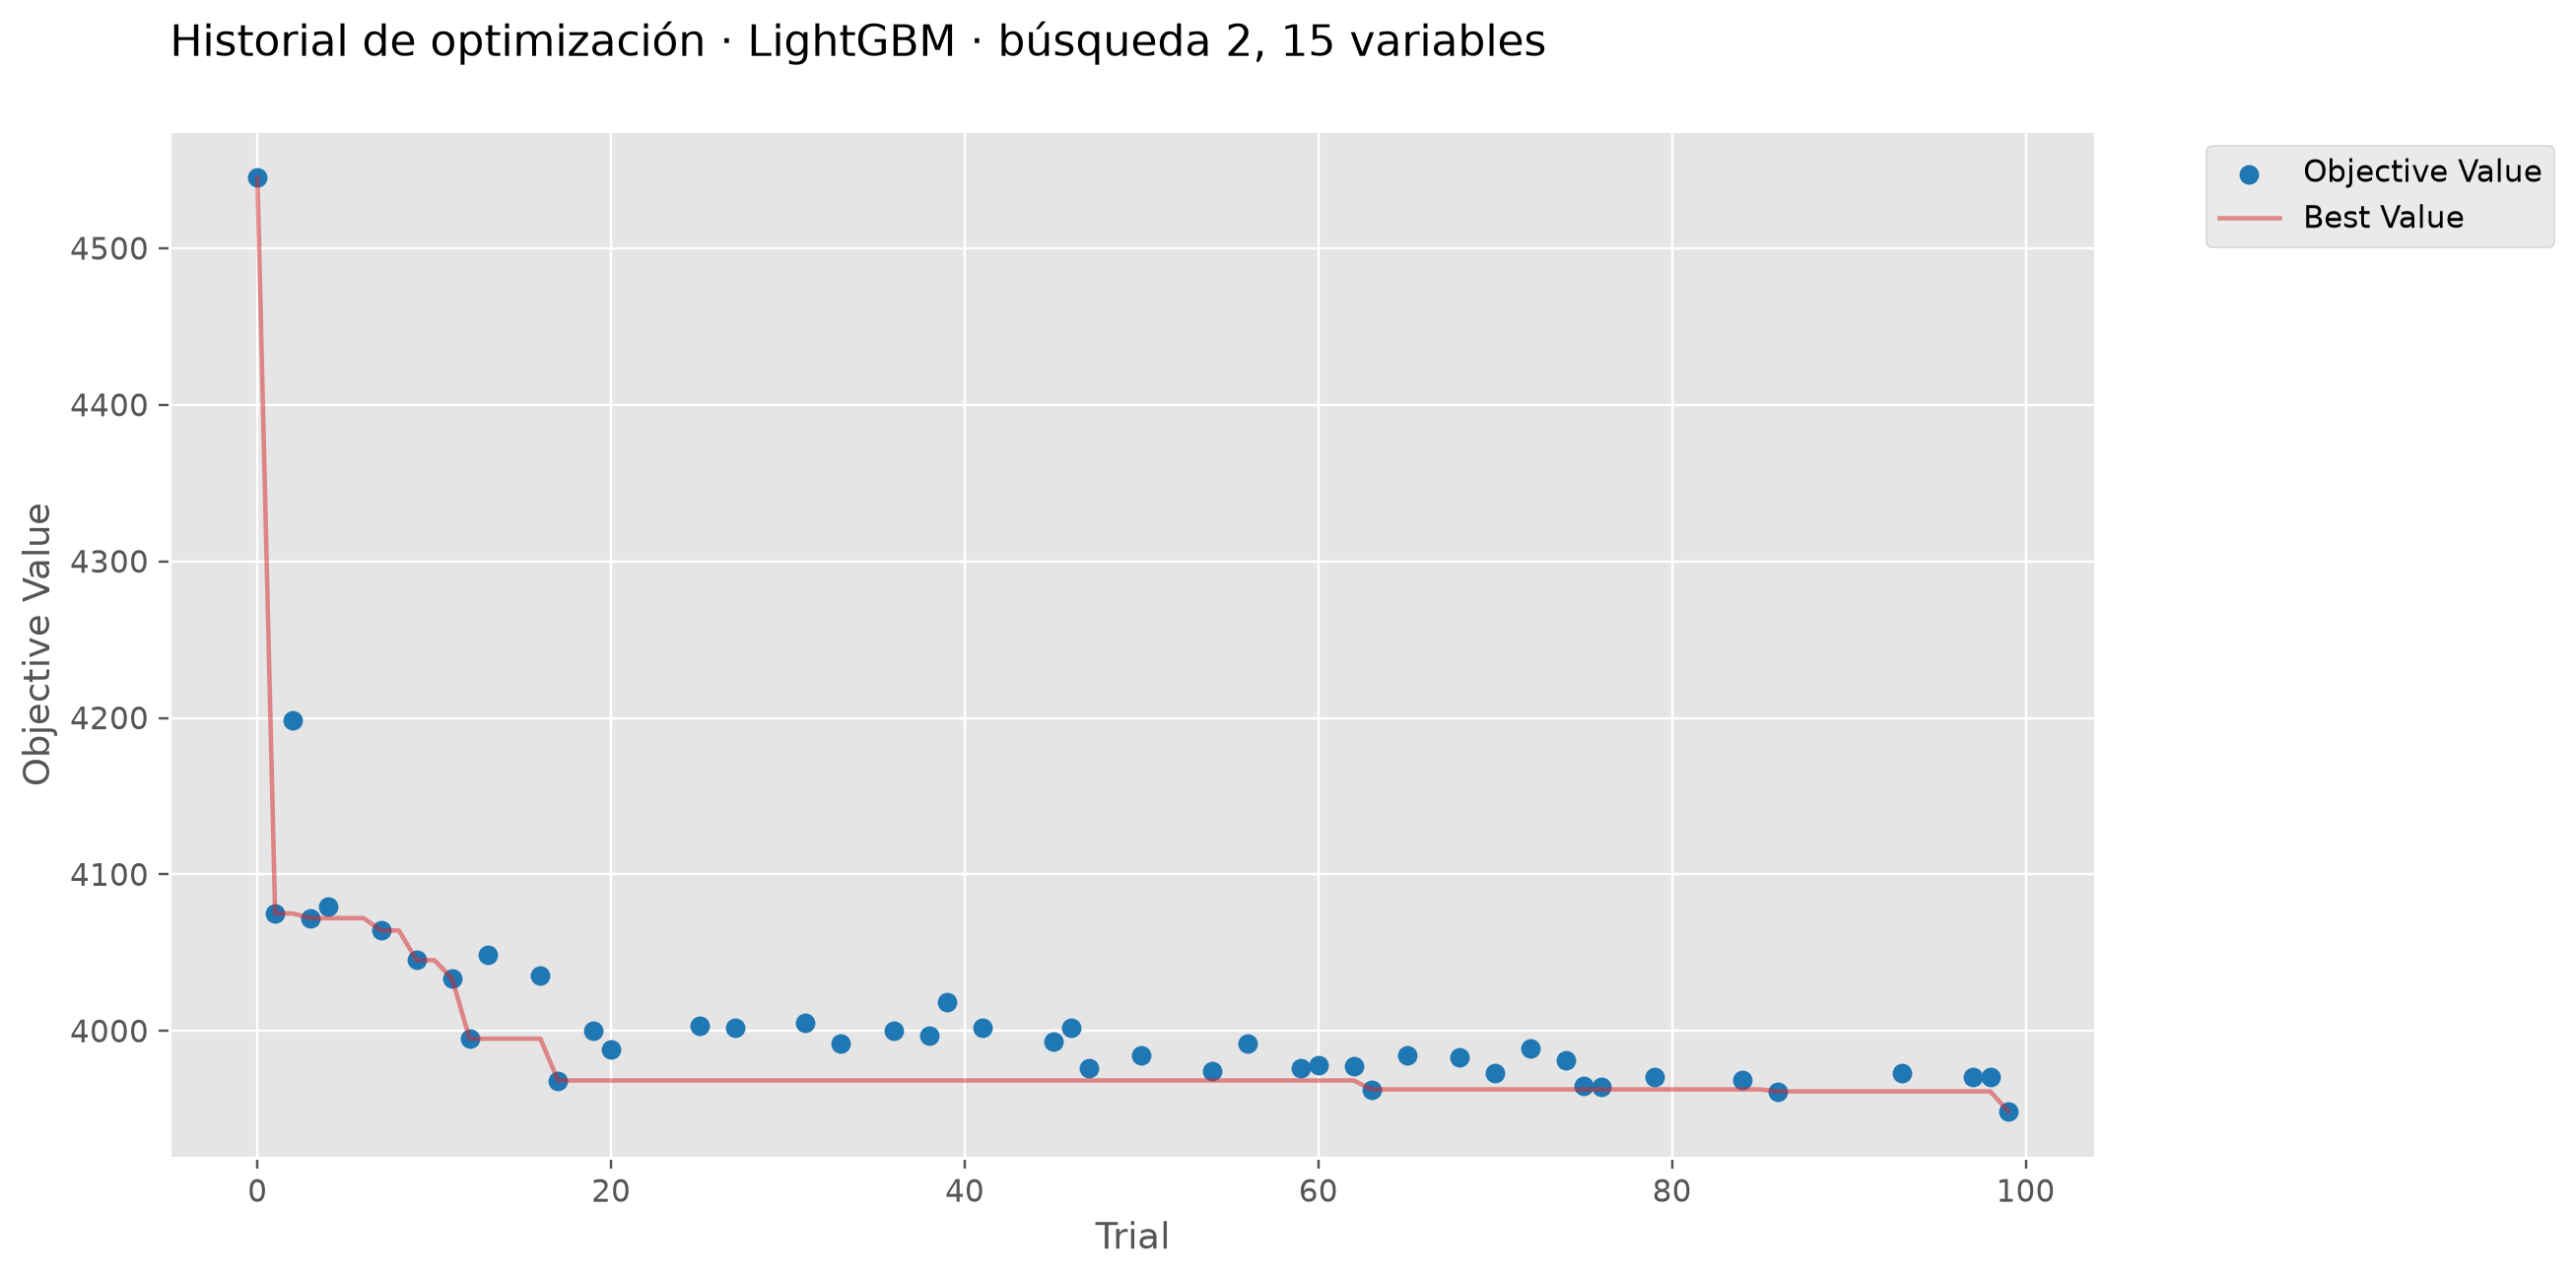 Historial de optimización · LightGBM · búsqueda 2, 15 variables
Objective Value
Best Value
Objective Value
4500
4400
4300
4200
4100
4000
0 20 40 60 80 100
Trial